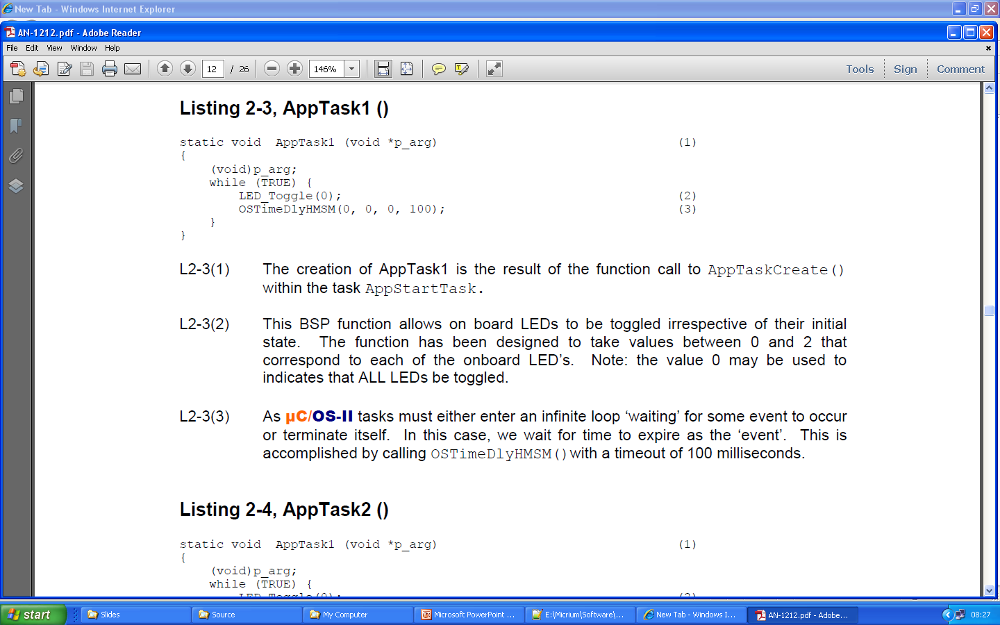 New Tab - Windows Internet Explorer
AN-1212.pdf - Adobe Reader
File Edit View Window Help
12 / 26 146% Tools Sign Comment
Listing 2-3, AppTask1 ()
static void  AppTask1 (void *p_arg) (1)
{
(void)p_arg;
while (TRUE) {
LED_Toggle(0); (2)
OSTimeDlyHMSM(0, 0, 0, 100); (3)
}
}
L2-3(1) The creation of AppTask1 is the result of the function call to AppTaskCreate()
within the task AppStartTask.
L2-3(2) This BSP function allows on board LEDs to be toggled irrespective of their initial
state. The function has been designed to take values between 0 and 2 that
correspond to each of the onboard LED's. Note: the value 0 may be used to
indicates that ALL LEDs be toggled.
L2-3(3) As µC/OS-II tasks must either enter an infinite loop ‘waiting’ for some event to occur
or terminate itself. In this case, we wait for time to expire as the ‘event’. This is
accomplished by calling OSTimeDlyHMSM()with a timeout of 100 milliseconds.
Listing 2-4, AppTask2 ()
static void  AppTask1 (void *p_arg) (1)
{
(void)p_arg;
while (TRUE) {
LED_Toggle(0); (2)
start Slides Source My Computer Microsoft PowerPoint ... E:\Micrium\Software\... New Tab - Windows I... AN-1212.pdf - Adobe... 08:27